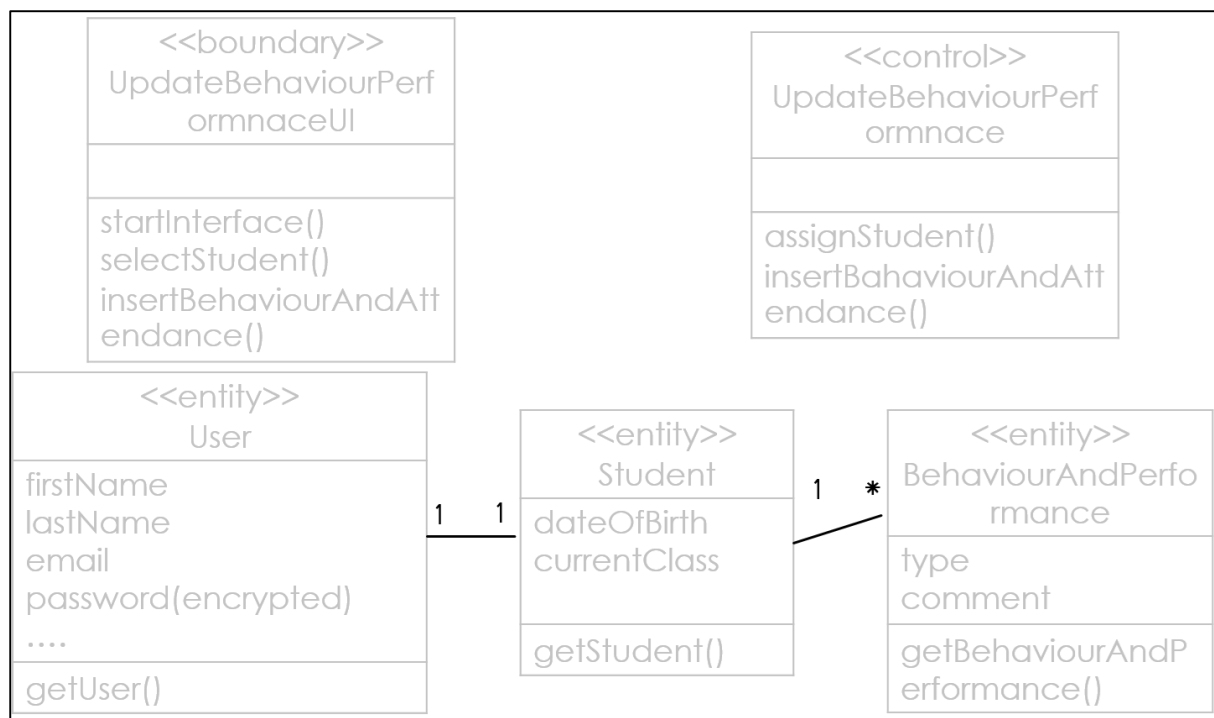 <<boundary>>
UpdateBehaviourPerf
ormnaceUI
startInterface()
selectStudent()
insertBehaviourAndAtt
endance()
<<control>>
UpdateBehaviourPerf
ormnace
assignStudent()
insertBahaviourAndAtt
endance()
<<entity>>
User
firstName
lastName
email
password(encrypted)
....
getUser()
1
1
<<entity>>
Student
dateOfBirth
currentClass
getStudent()
1
*
<<entity>>
BehaviourAndPerfo
rmance
type
comment
getBehaviourAndP
erformance()